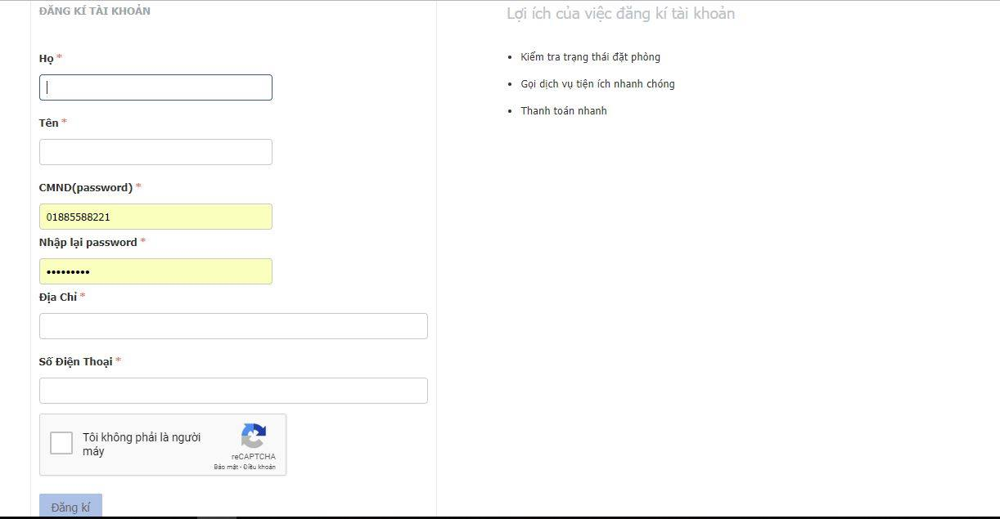 ĐĂNG KÍ TÀI KHOẢN
Họ *
Tên *
CMND(password) *
01885588221
Nhập lại password *
•••••••••
Địa Chỉ *
Số Điện Thoại *
Tôi không phải là người
máy
reCAPTCHA
Bảo mật - Điều khoản
Đăng kí
Lợi ích của việc đăng kí tài khoản
• Kiểm tra trạng thái đặt phòng
• Gọi dịch vụ tiện ích nhanh chóng
• Thanh toán nhanh